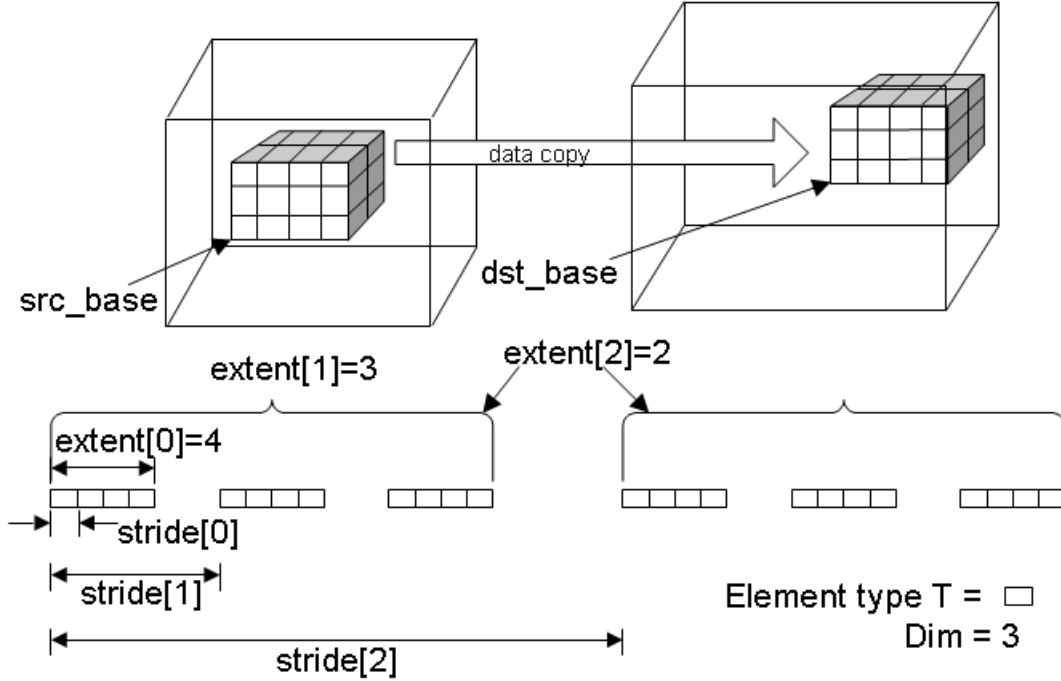 data copy
src_base
dst_base
extent[1]=3
extent[2]=2
extent[0]=4
stride[0]
stride[1]
stride[2]
Element type T =
Dim = 3